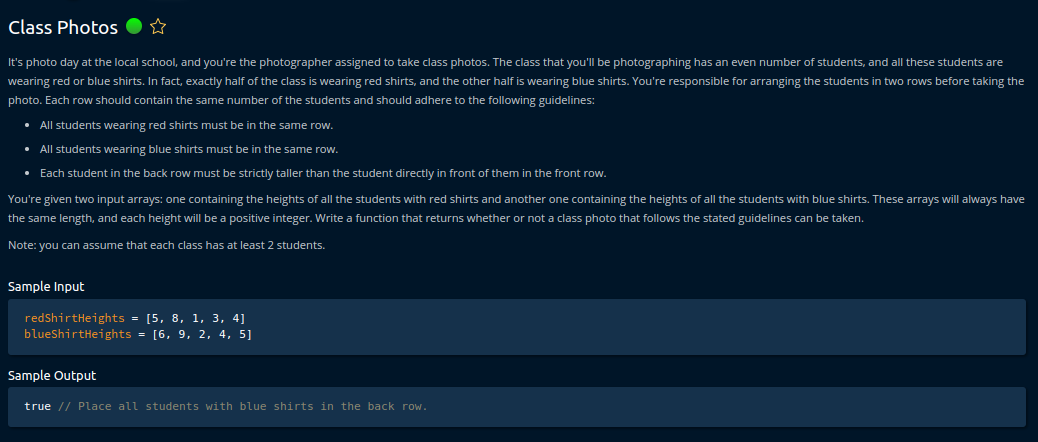 Class Photos
It's photo day at the local school, and you're the photographer assigned to take class photos. The class that you'll be photographing has an even number of students, and all these students are
wearing red or blue shirts. In fact, exactly half of the class is wearing red shirts, and the other half is wearing blue shirts. You're responsible for arranging the students in two rows before taking the
photo. Each row should contain the same number of the students and should adhere to the following guidelines:
• All students wearing red shirts must be in the same row.
• All students wearing blue shirts must be in the same row.
• Each student in the back row must be strictly taller than the student directly in front of them in the front row.
You're given two input arrays: one containing the heights of all the students with red shirts and another one containing the heights of all the students with blue shirts. These arrays will always have
the same length, and each height will be a positive integer. Write a function that returns whether or not a class photo that follows the stated guidelines can be taken.
Note: you can assume that each class has at least 2 students.
Sample Input
redShirtHeights = [5, 8, 1, 3, 4]
blueShirtHeights = [6, 9, 2, 4, 5]
Sample Output
true // Place all students with blue shirts in the back row.